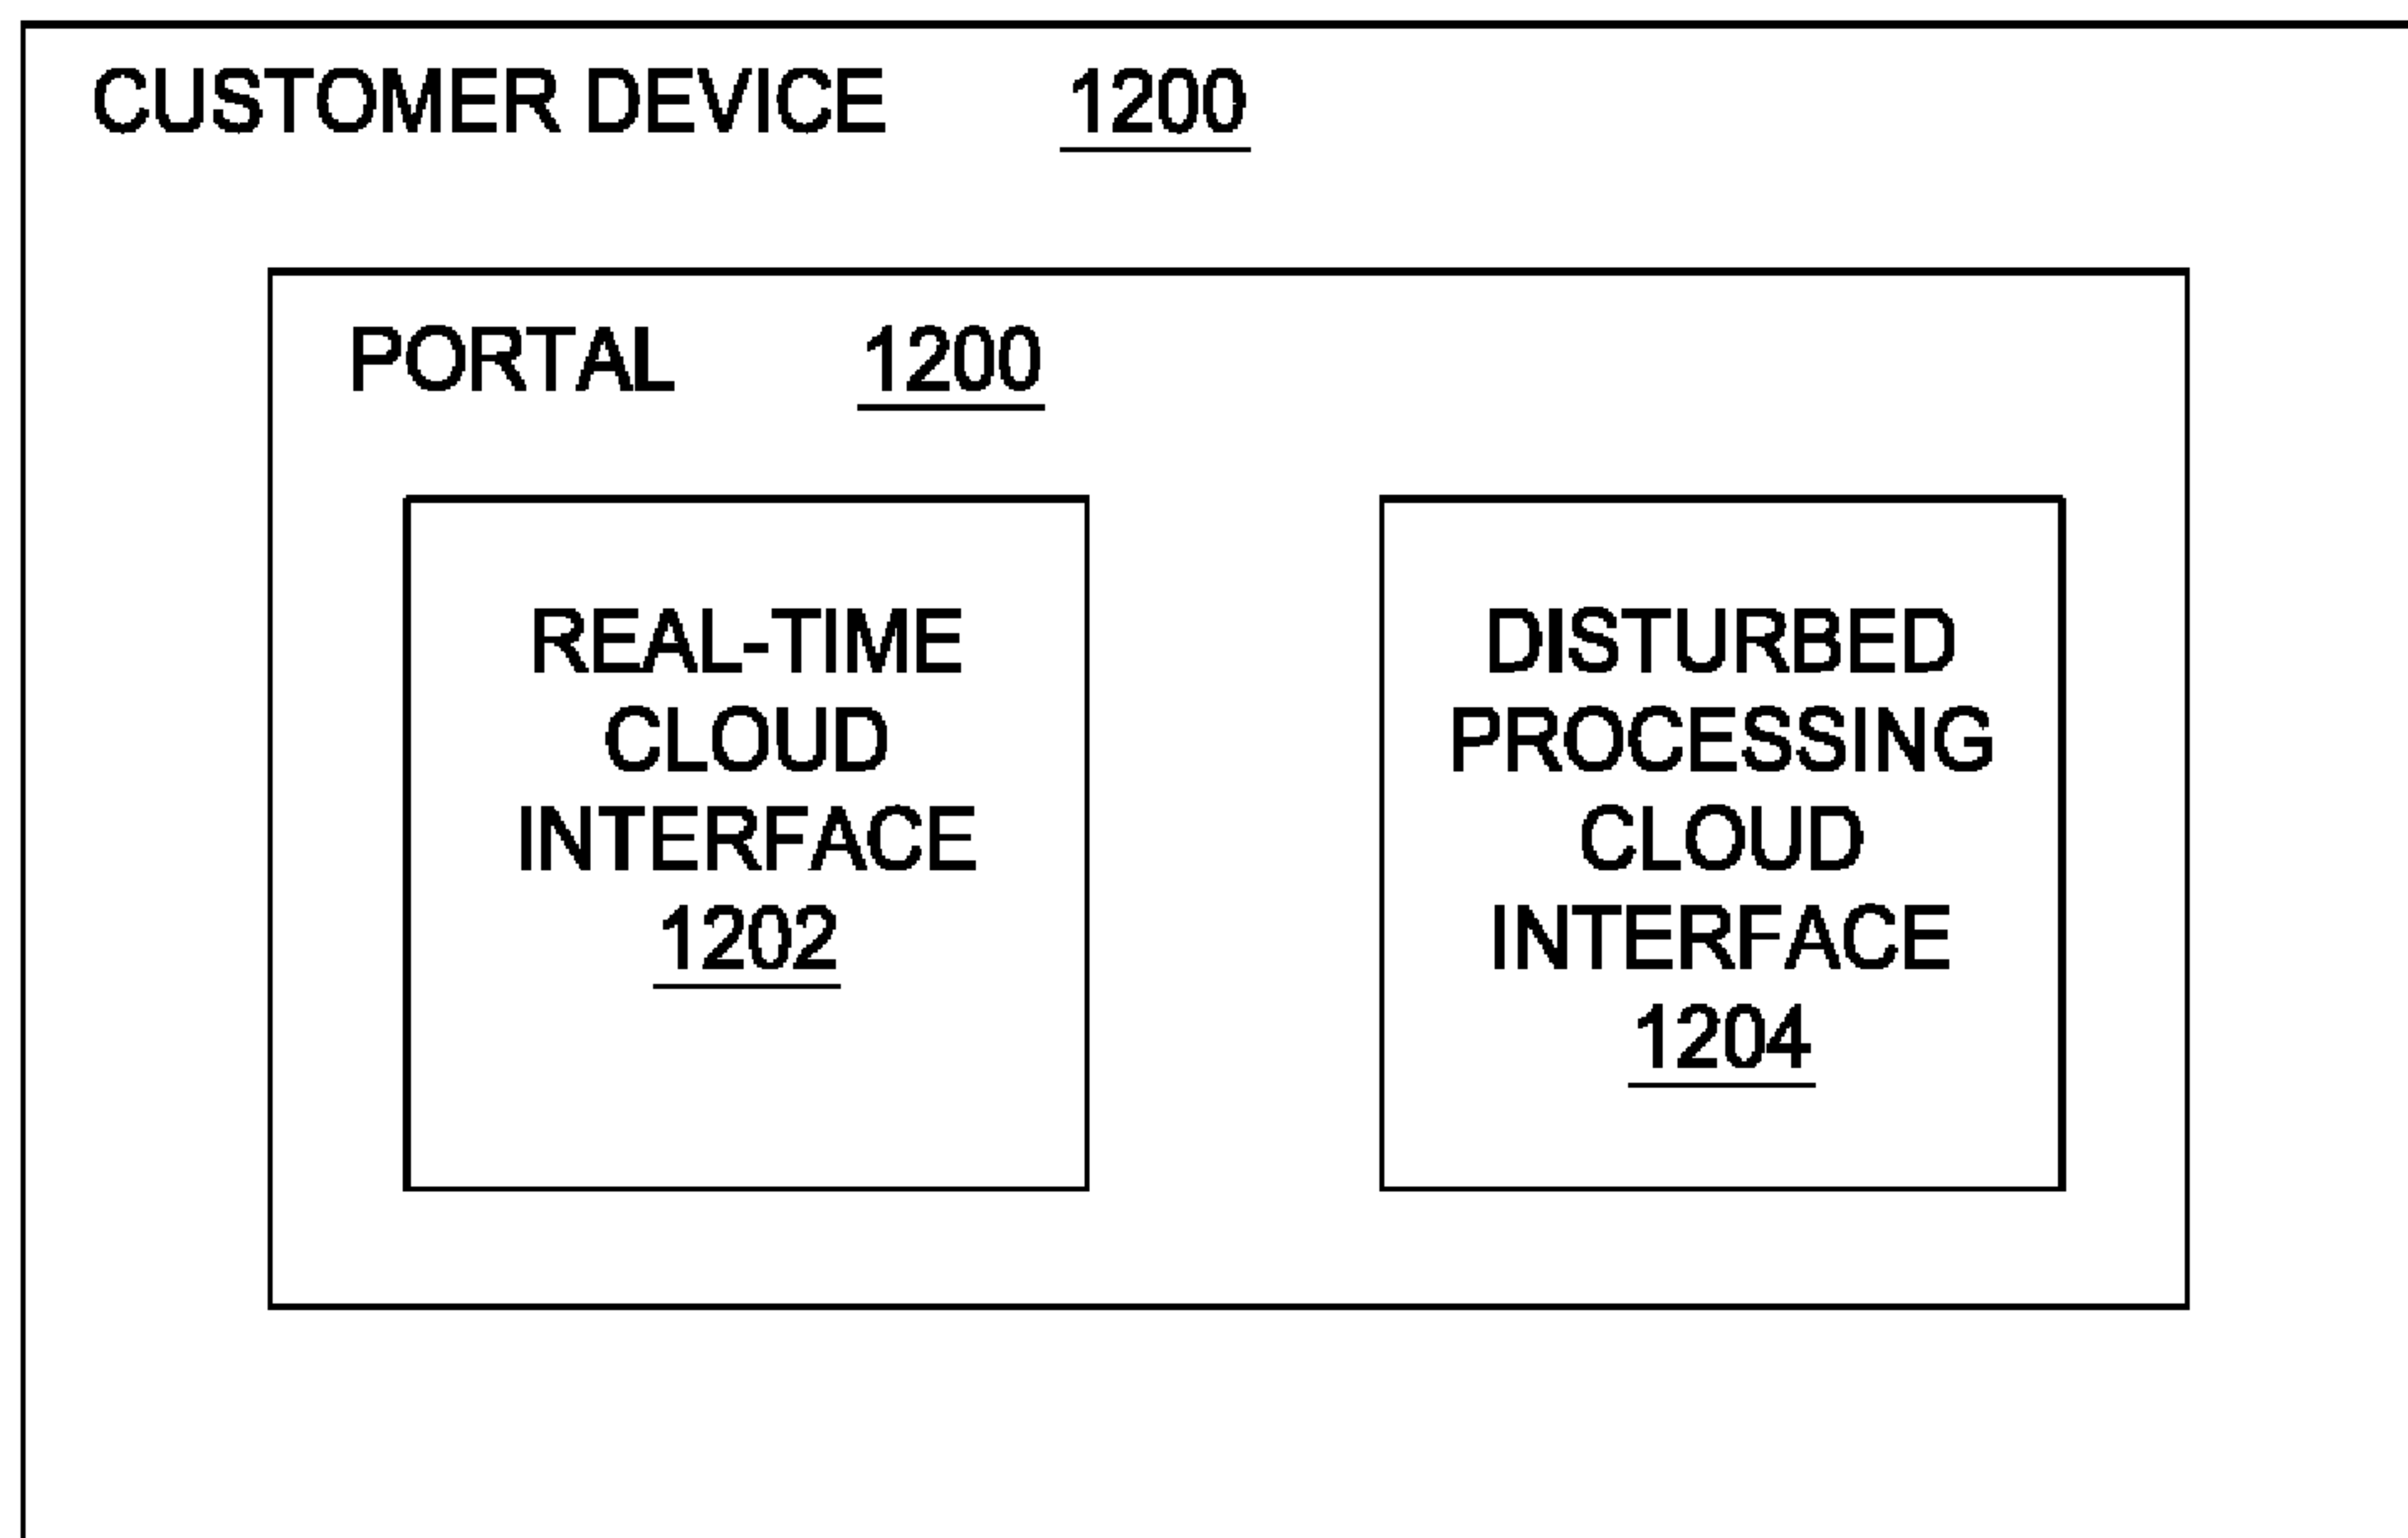 CUSTOMER DEVICE 1200
PORTAL 1200
REAL-TIME
CLOUD
INTERFACE
1202
DISTURBED
PROCESSING
CLOUD
INTERFACE
1204